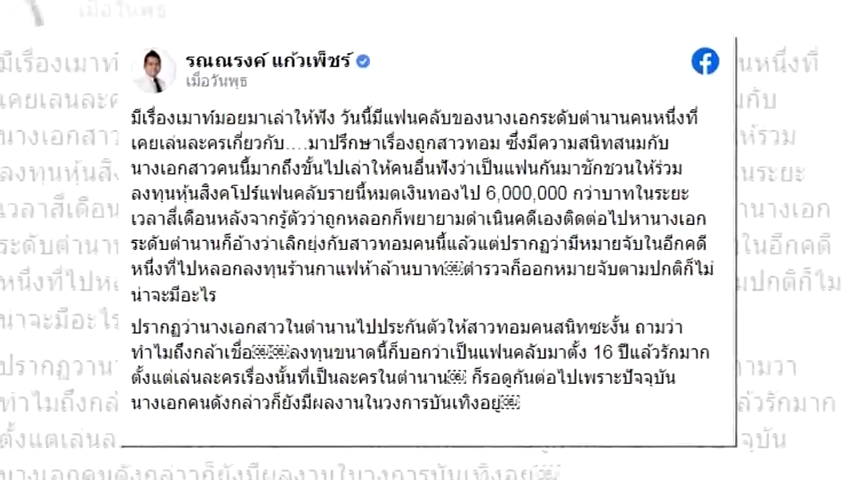 รณณรงค์ แก้วเพ็ชร์
เมื่อวันพุธ
มีเรื่องเมาท์มอยมาเล่าให้ฟัง วันนี้มีแฟนคลับของนางเอกระดับตำนานคนหนึ่งที่
เคยเล่นละครเกี่ยวกับ....มาปรึกษาเรื่องถูกสาวทอม ซึ่งมีความสนิทสนมกับ
นางเอกสาวคนนี้มากถึงขั้นไปเล่าให้คนอื่นฟังว่าเป็นแฟนกันมาชักชวนให้ร่วม
ลงทุนหุ้นสิงคโปร์แฟนคลับรายนี้หมดเงินทองไป 6,000,000 กว่าบาทในระยะ
เวลาสี่เดือนหลังจากรู้ตัวว่าถูกหลอกก็พยายามดำเนินคดีเองติดต่อไปหานางเอก
ระดับตำนานก็อ้างว่าเลิกยุ่งกับสาวทอมคนนี้แล้วแต่ปรากฏว่ามีหมายจับในอีกคดี
หนึ่งที่ไปหลอกลงทุนร้านกาแฟห้าล้านบาท￼ตำรวจก็ออกหมายจับตามปกติก็ไม่
น่าจะมีอะไร
ปรากฏว่านางเอกสาวในตำนานไปประกันตัวให้สาวทอมคนสนิทซะงั้น ถามว่า
ทำไมถึงกล้าเชื่อ￼￼ลงทุนขนาดนี้ก็บอกว่าเป็นแฟนคลับมาตั้ง 16 ปีแล้วรักมาก
ตั้งแต่เล่นละครเรื่องนั้นที่เป็นละครในตำนาน￼ ก็รอดูกันต่อไปเพราะปัจจุบัน
นางเอกคนดังกล่าวก็ยังมีผลงานในวงการบันเทิงอยู่￼